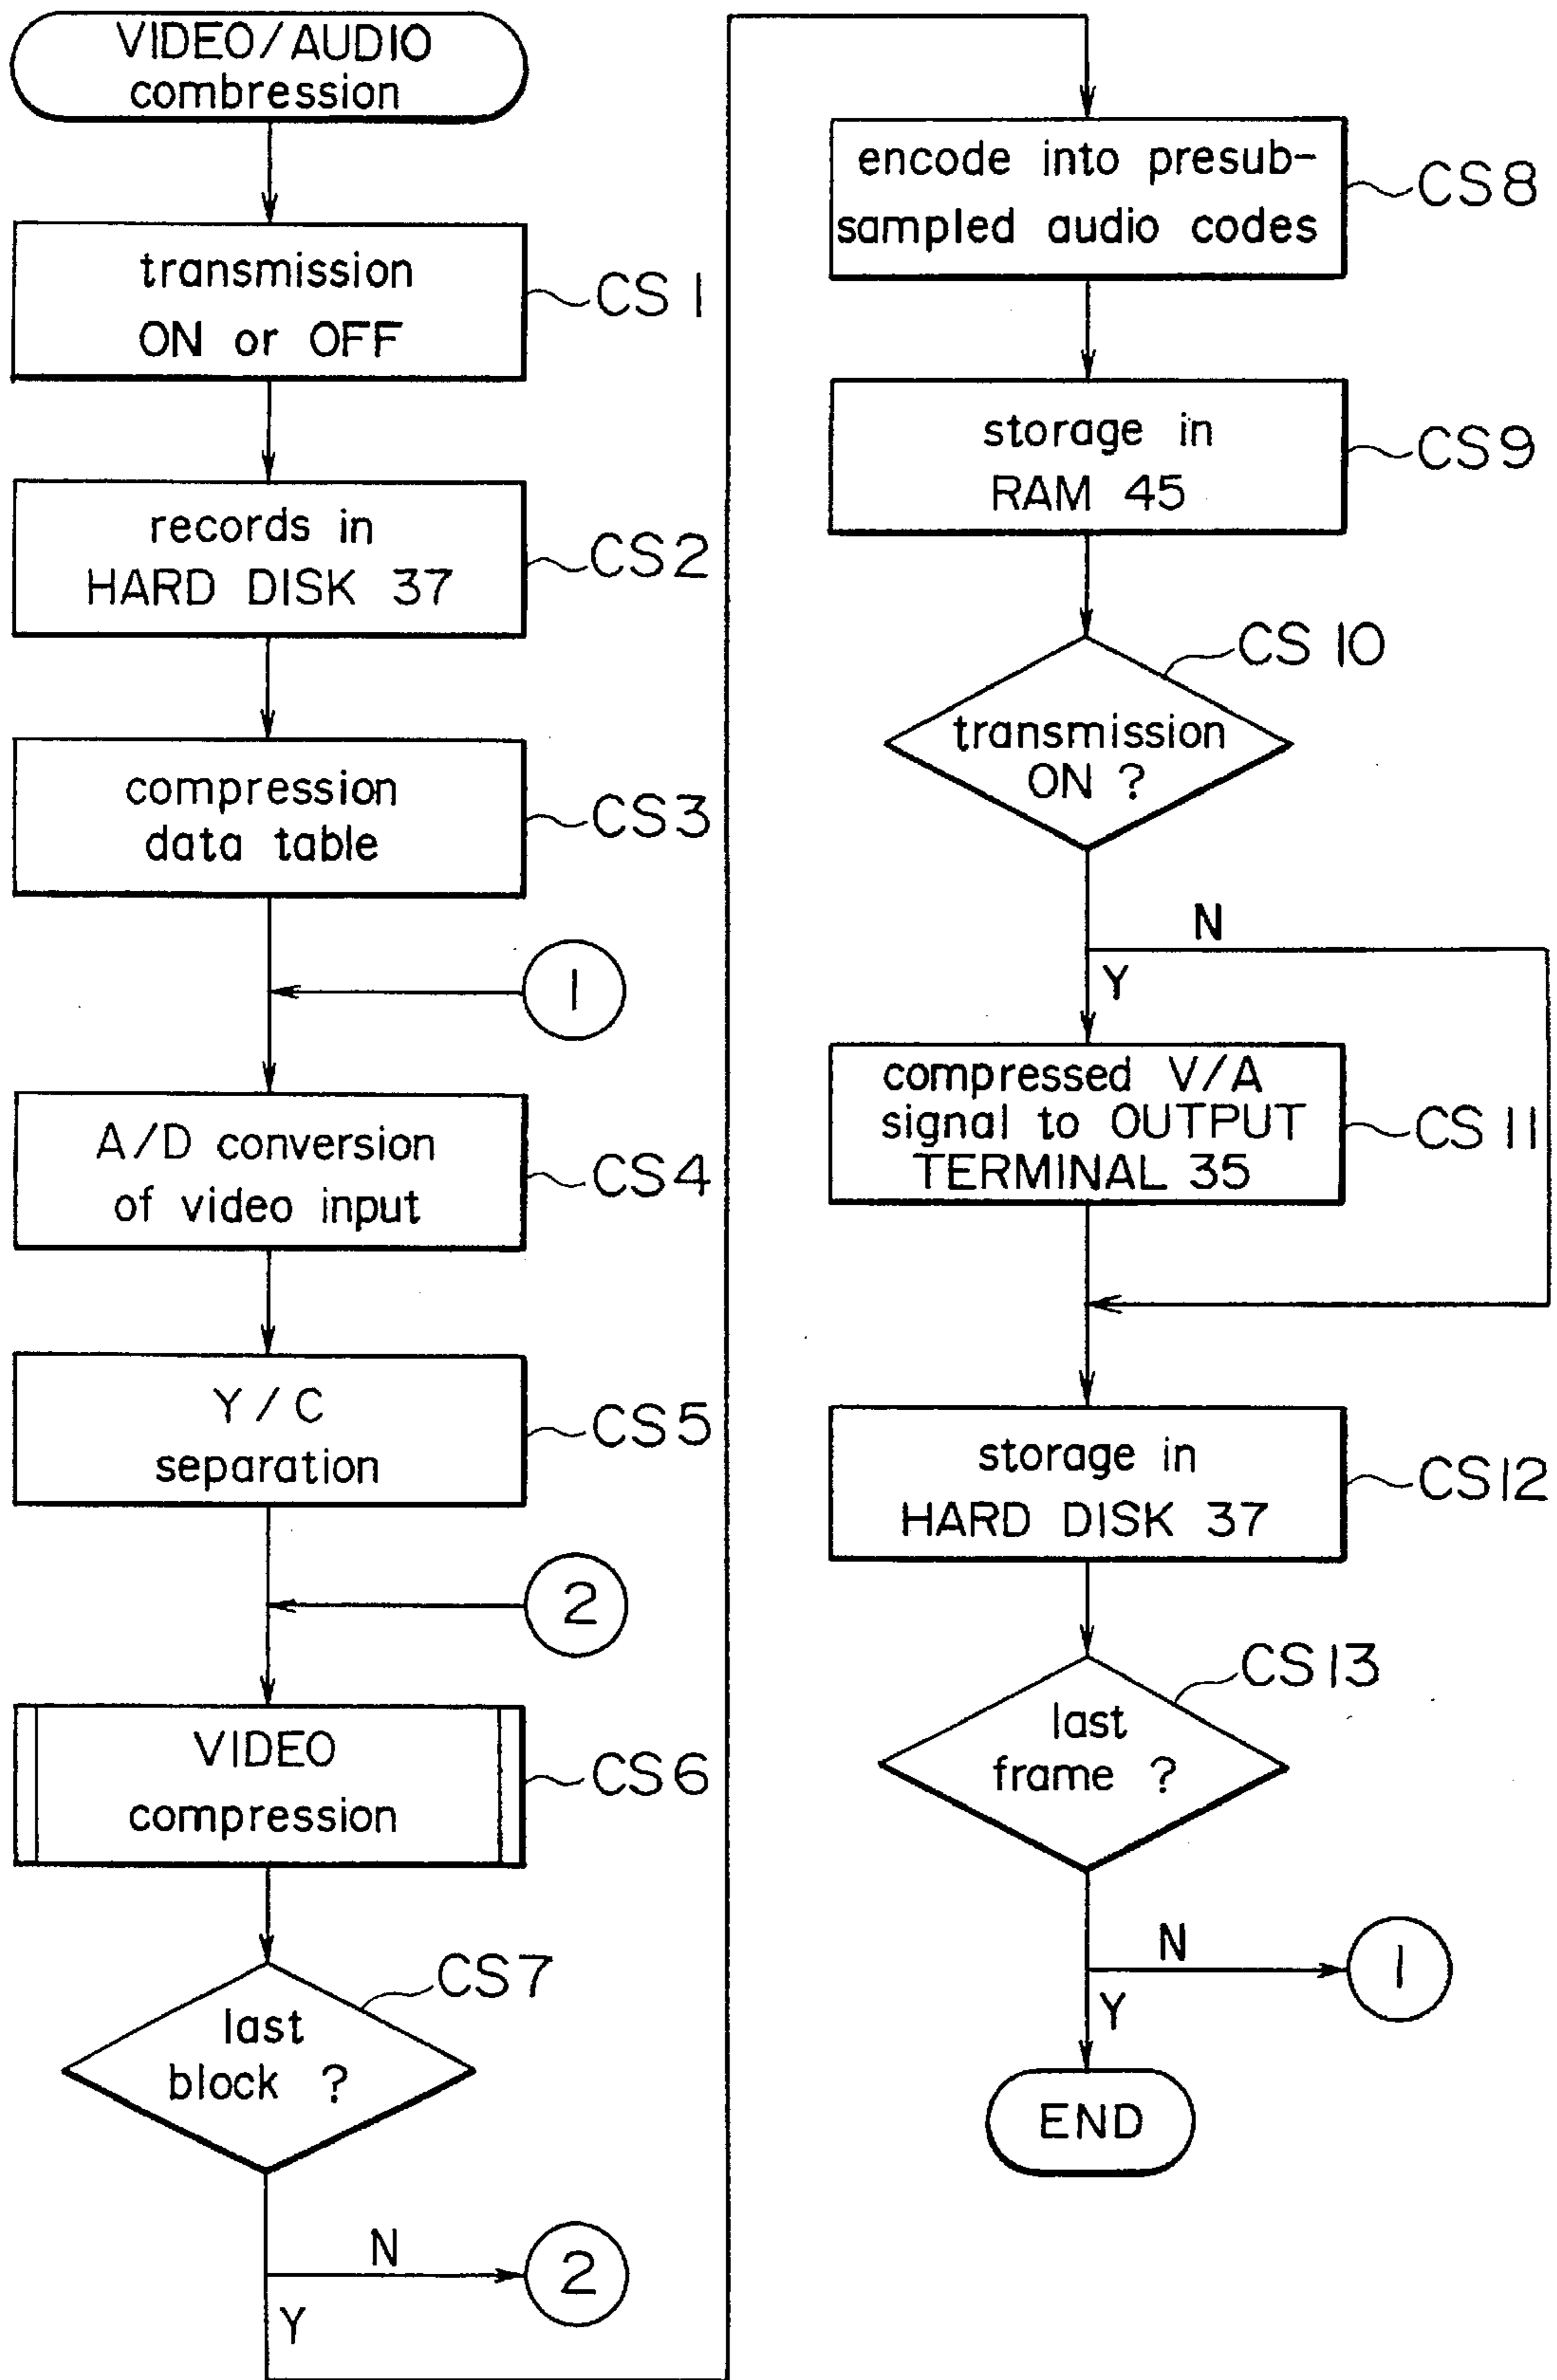 VIDEO/AUDIO
combression
transmission
ON or OFF
CS 1
records in
HARD DISK 37
CS2
compression
data table
CS3
1
A/D conversion
of video input
CS4
Y/C
separation
CS5
2
VIDEO
compression
CS6
CS7
last
block ?
N
2
Y
encode into presub-
sampled audio codes
CS8
storage in
RAM 45
CS9
CS 10
transmission
ON ?
N
Y
compressed V/A
signal to OUTPUT
TERMINAL 35
CS 11
storage in
HARD DISK 37
CS12
CS13
last
frame ?
N
1
Y
END